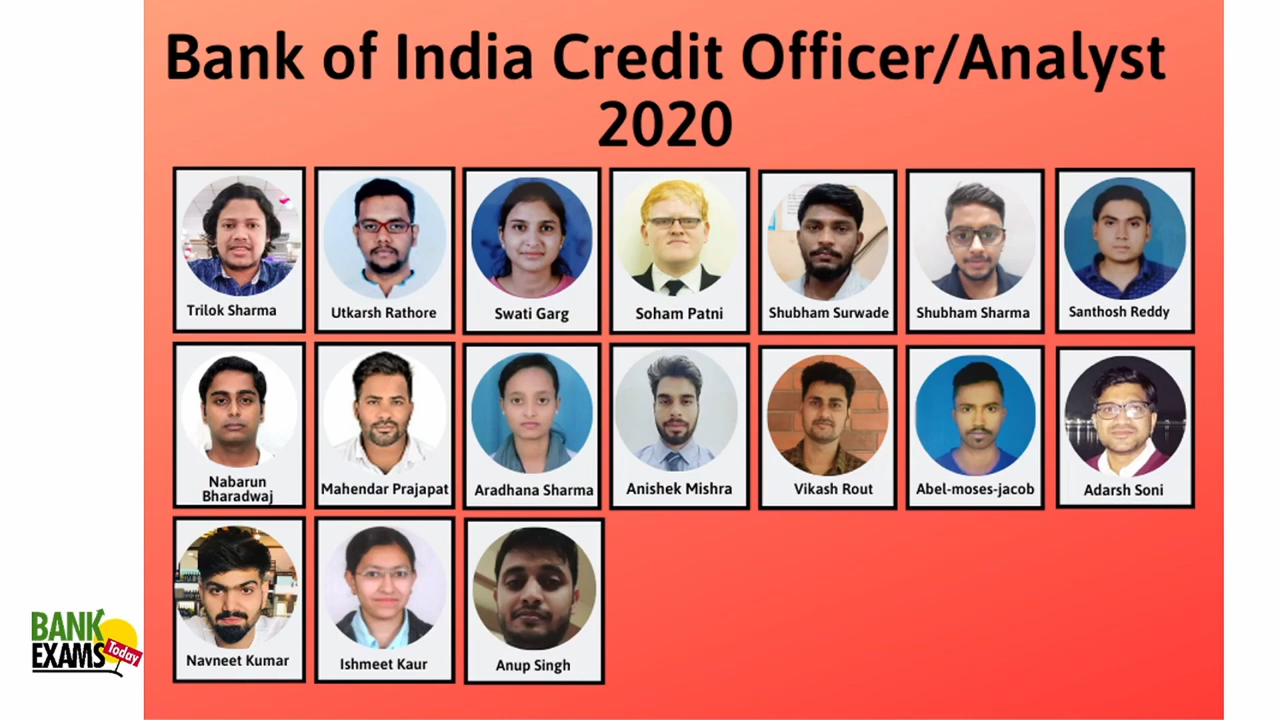 Bank of India Credit Officer/Analyst
2020
Trilok Sharma
Utkarsh Rathore
Swati Garg
Soham Patni
Shubham Surwade
Shubham Sharma
Santhosh Reddy
Nabarun
Bharadwaj
Mahendar Prajapat
Aradhana Sharma
Anishek Mishra
Vikash Rout
Abel-moses-jacob
Adarsh Soni
Navneet Kumar
Ishmeet Kaur
Anup Singh
BANK
EXAMS
Today